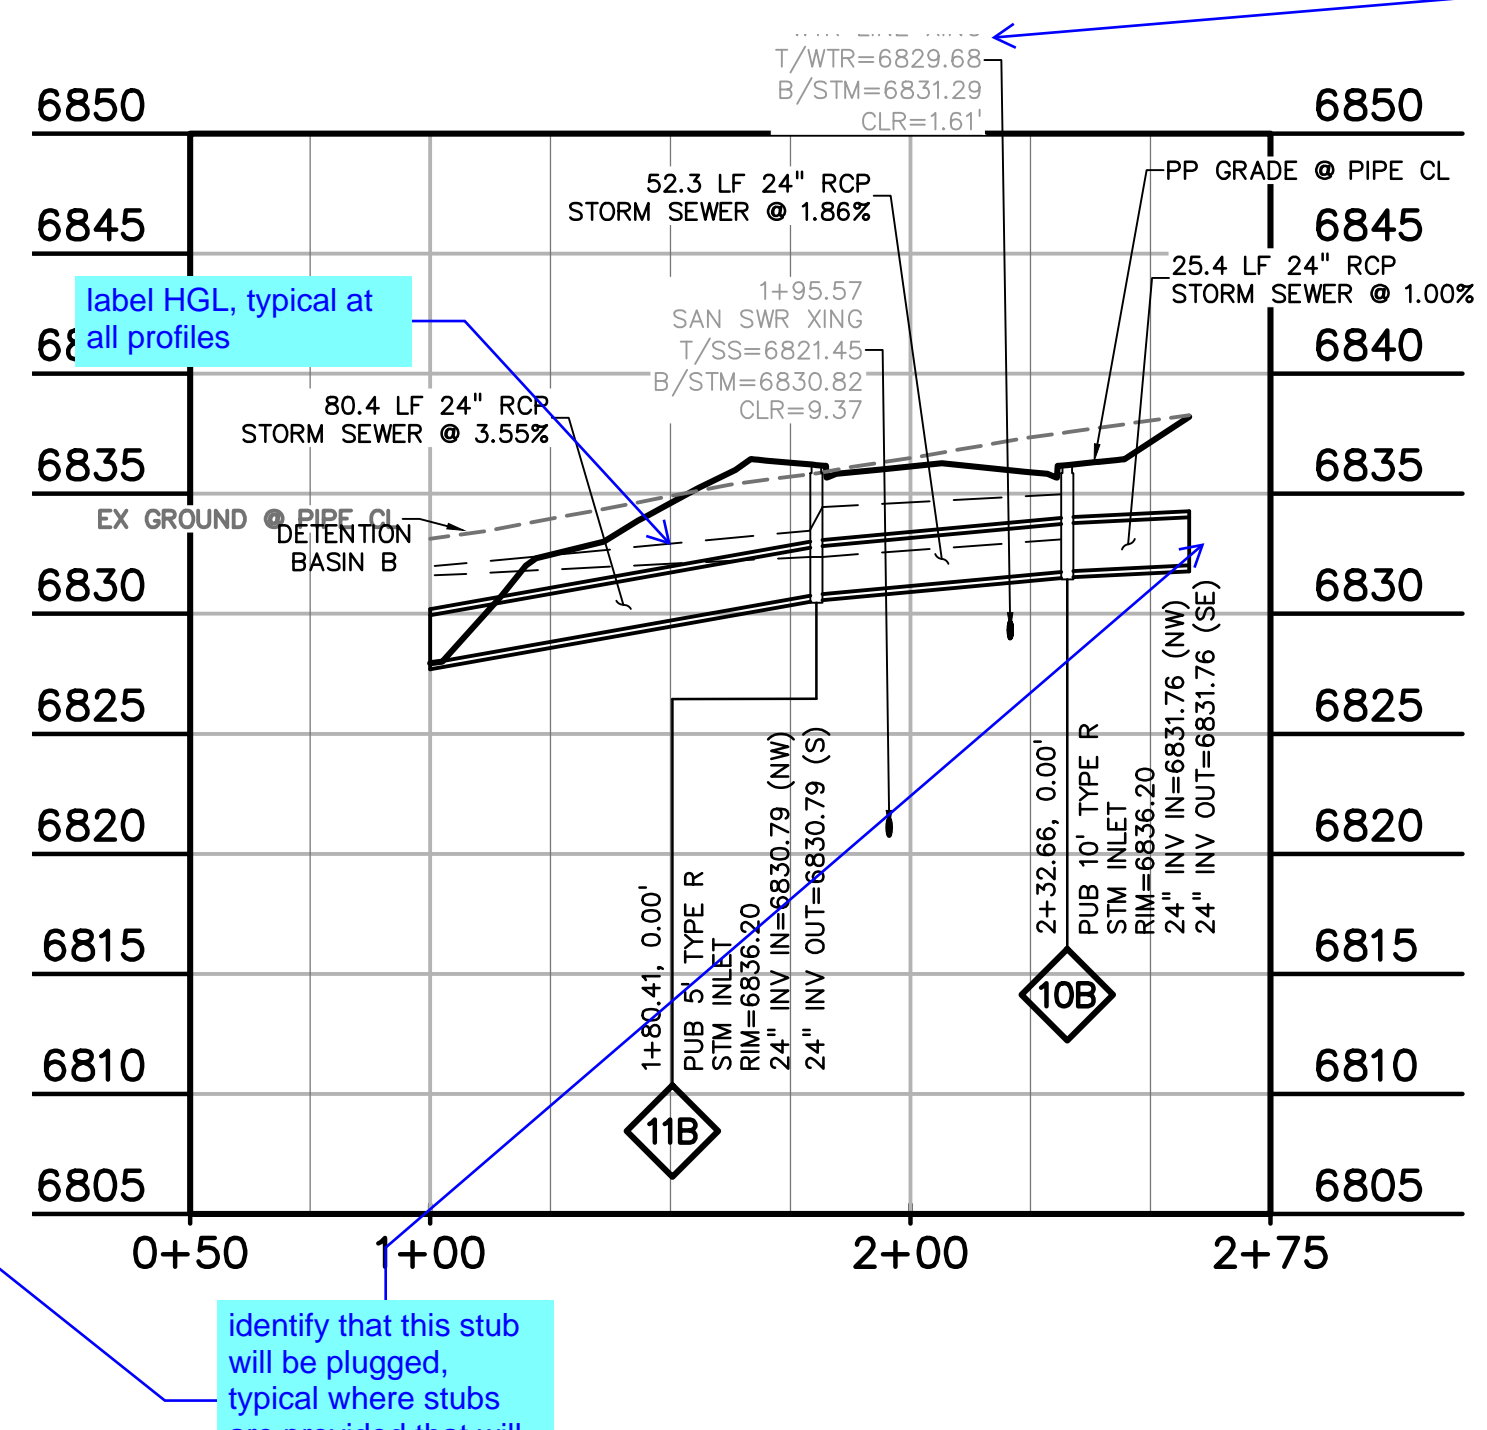 T/WTR=6829.68
B/STM=6831.29
CLR=1.61'
6850
6850
52.3 LF 24" RCP
STORM SEWER @ 1.86%
PP GRADE @ PIPE CL
6845
6845
25.4 LF 24" RCP
STORM SEWER @ 1.00%
label HGL, typical at
all profiles
1+95.57
SAN SWR XING
T/SS=6821.45
B/STM=6830.82
CLR=9.37
6840
80.4 LF 24" RCP
STORM SEWER @ 3.55%
6835
6835
EX GROUND @ PIPE CL
DETENTION
BASIN B
6830
6830
6825
6825
6820
6820
6815
6815
6810
6810
6805
6805
1+80.41, 0.00'
PUB 5' TYPE R
STM INLET
RIM=6836.20
24" INV IN=6830.79 (NW)
24" INV OUT=6830.79 (S)
11B
2+32.66, 0.00'
PUB 10' TYPE R
STM INLET
RIM=6836.20
24" INV IN=6831.76 (NW)
24" INV OUT=6831.76 (SE)
10B
0+50
1+00
2+00
2+75
identify that this stub
will be plugged,
typical where stubs
are provided that will